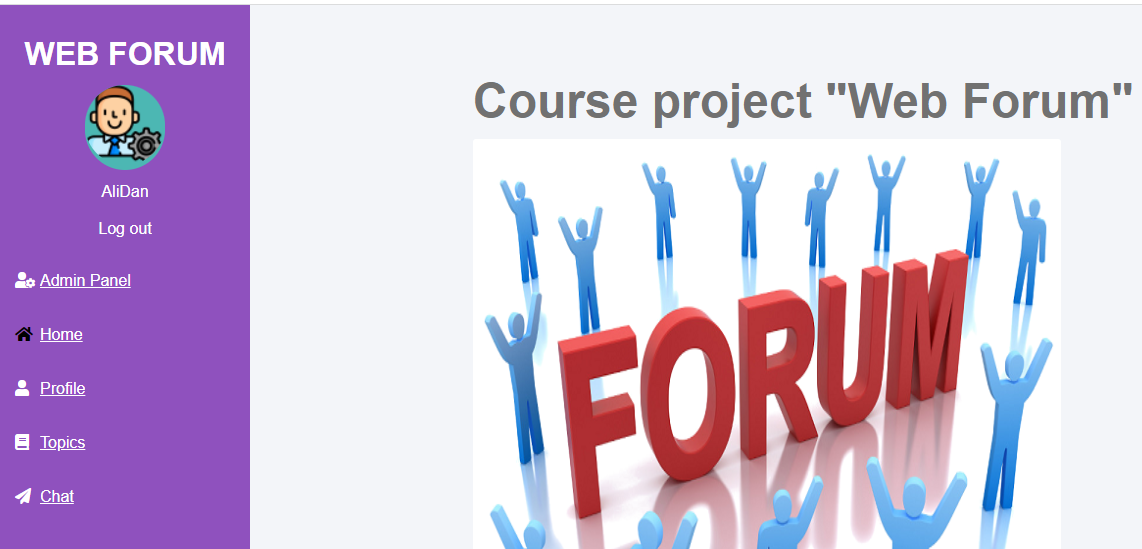 WEB FORUM
AliDan
Log out
Admin Panel
Home
Profile
Topics
Chat
Course project "Web Forum"
FORUM